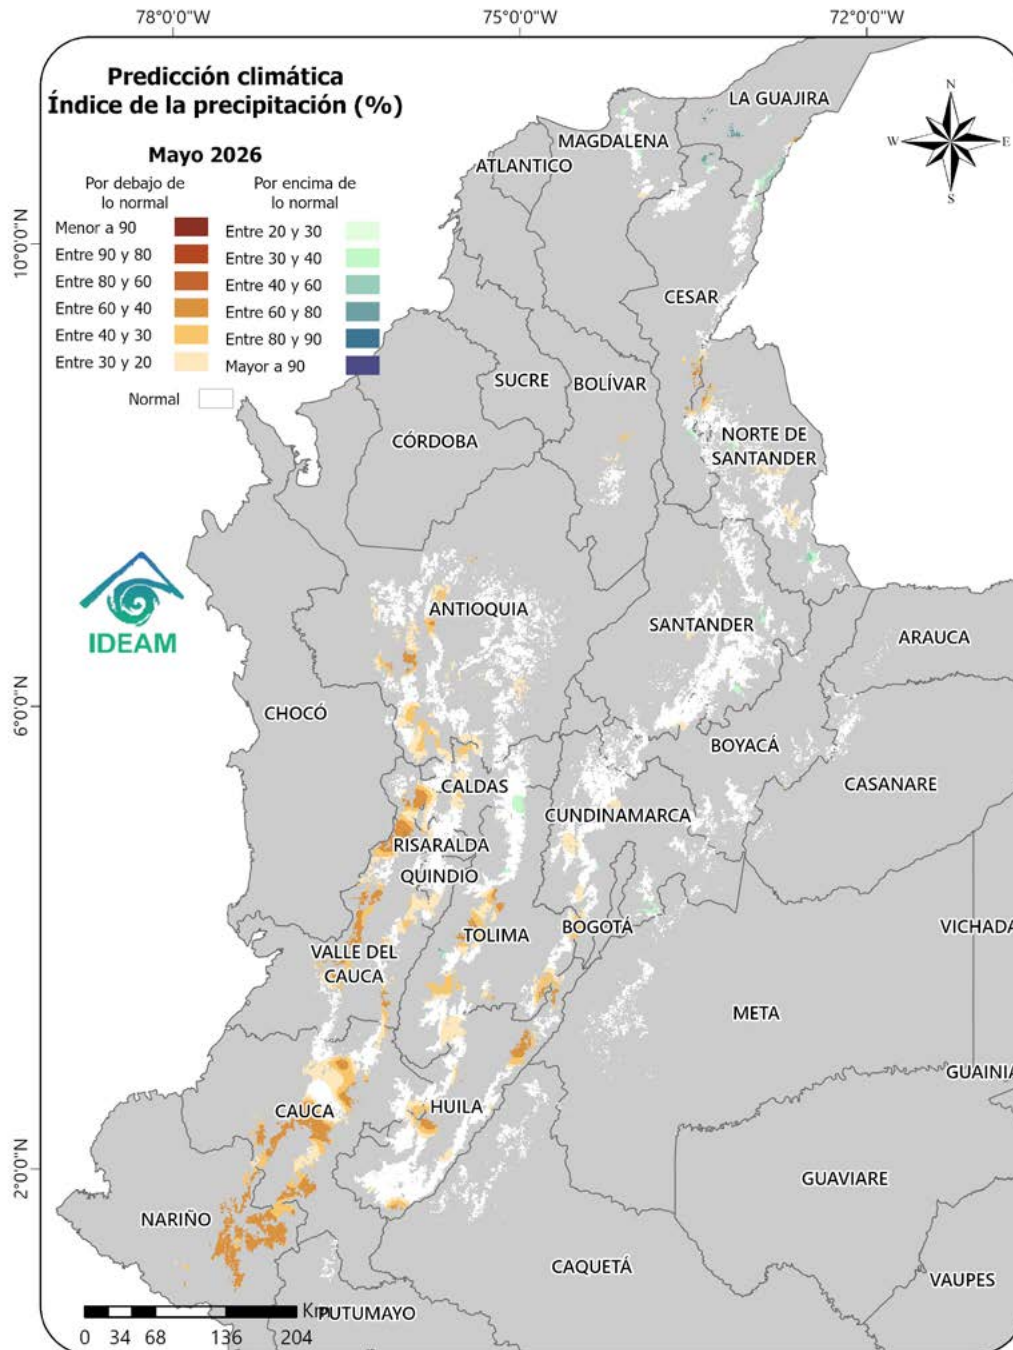 78°0'0"W
75°0'0"W
72°0'0"W
Predicción climática
Índice de la precipitación (%)
Mayo 2026
Por debajo de
lo normal
Menor a 90
Entre 90 y 80
Entre 80 y 60
Entre 60 y 40
Entre 40 y 30
Entre 30 y 20
Por encima de
lo normal
Entre 20 y 30
Entre 30 y 40
Entre 40 y 60
Entre 60 y 80
Entre 80 y 90
Mayor a 90
Normal
N
W
E
S
10°0'0"N
6°0'0"N
2°0'0"N
IDEAM
LA GUAJIRA
MAGDALENA
ATLANTICO
CESAR
SUCRE
BOLÍVAR
CÓRDOBA
NORTE DE
SANTANDER
ANTIOQUIA
SANTANDER
ARAUCA
CHOCÓ
BOYACÁ
CASANARE
CALDAS
CUNDINAMARCA
RISARALDA
QUINDIO
TOLIMA
BOGOTÁ
VICHADA
VALLE DEL
CAUCA
META
GUAINIA
CAUCA
HUILA
GUAVIARE
NARIÑO
CAQUETÁ
VAUPES
PUTUMAYO
Km
0 34 68 136 204